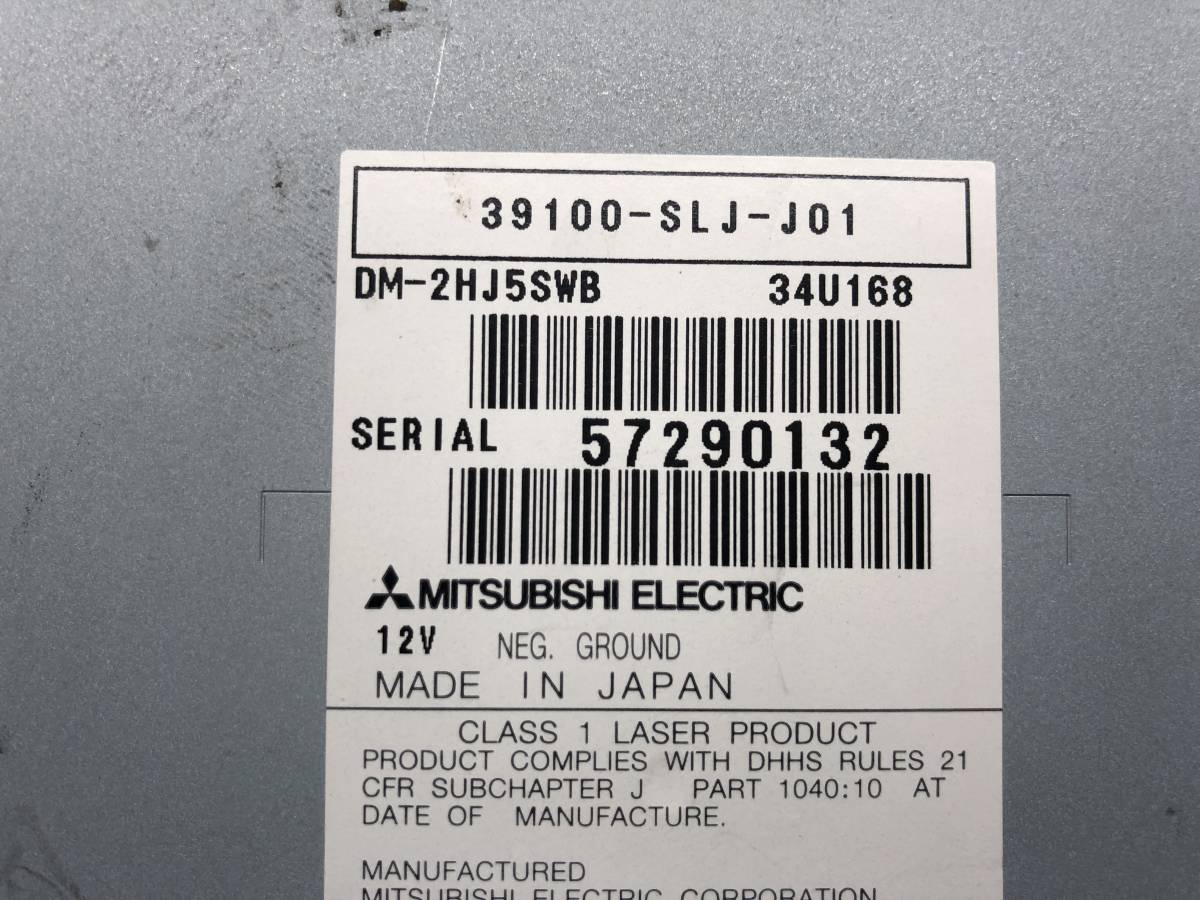 39100-SLJ-J01
DM-2HJ5SWB 34U168
SERIAL 57290132
MITSUBISHI ELECTRIC
12V NEG. GROUND
MADE IN JAPAN
CLASS 1 LASER PRODUCT
PRODUCT COMPLIES WITH DHHS RULES 21
CFR SUBCHAPTER J PART 1040:10 AT
DATE OF MANUFACTURE.
MANUFACTURED
MITSUBISHI ELECTRIC CORPORATION